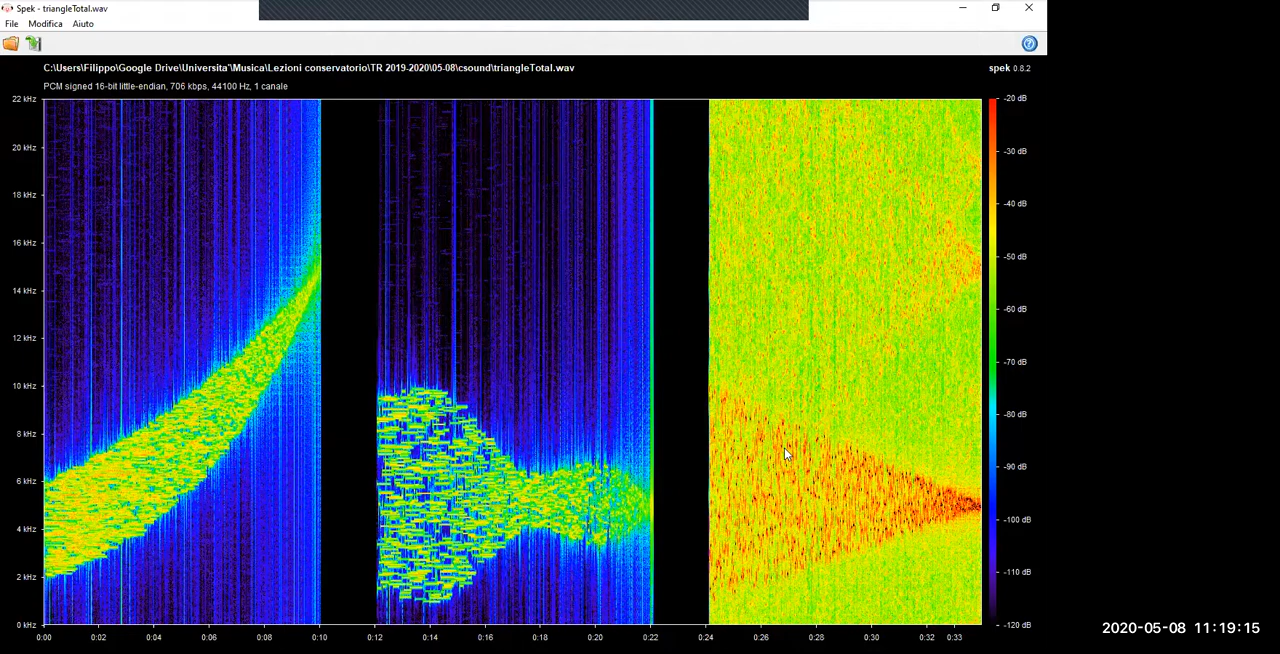 Spek - triangleTotal.wav
File Modifica Aiuto
C:\Users\Filippo\Google Drive\Universita'\Musica\Lezioni conservatorio\TR 2019-2020\05-08\csound\triangleTotal.wav
spek 0.8.2
PCM signed 16-bit little-endian, 706 kbps, 44100 Hz, 1 canale
22 kHz
20 kHz
18 kHz
16 kHz
14 kHz
12 kHz
10 kHz
8 kHz
6 kHz
4 kHz
2 kHz
0 kHz
0:00 0:02 0:04 0:06 0:08 0:10 0:12 0:14 0:16 0:18 0:20 0:22 0:24 0:26 0:28 0:30 0:32 0:33
-20 dB
-30 dB
-40 dB
-50 dB
-60 dB
-70 dB
-80 dB
-90 dB
-100 dB
-110 dB
-120 dB
2020-05-08 11:19:15